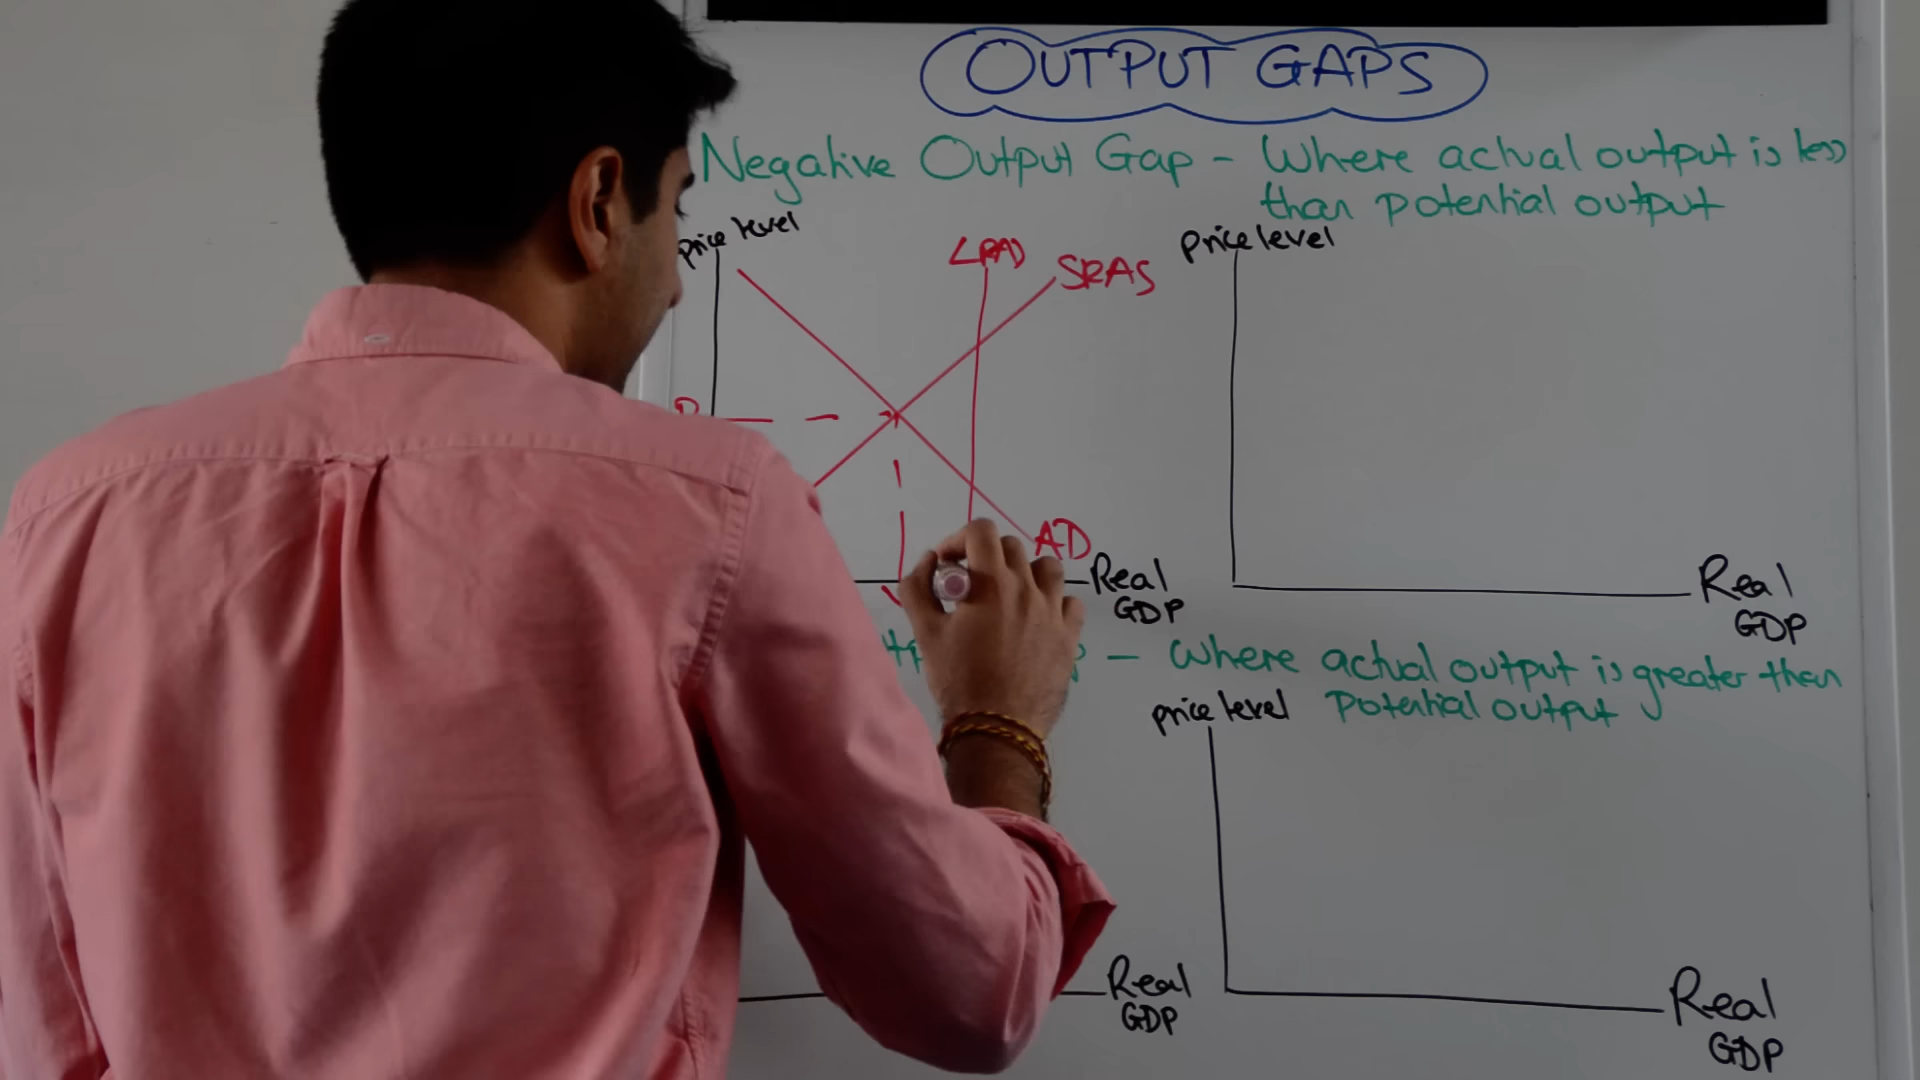 OUTPUT GAPS
Negative Output Gap - Where actual output is less
than potential output
price level
LRAS
SRAS
price level
P
AD
Real
GDP
Real
GDP
- Where actual output is greater than
potential output
price level
Real
GDP
Real
GDP